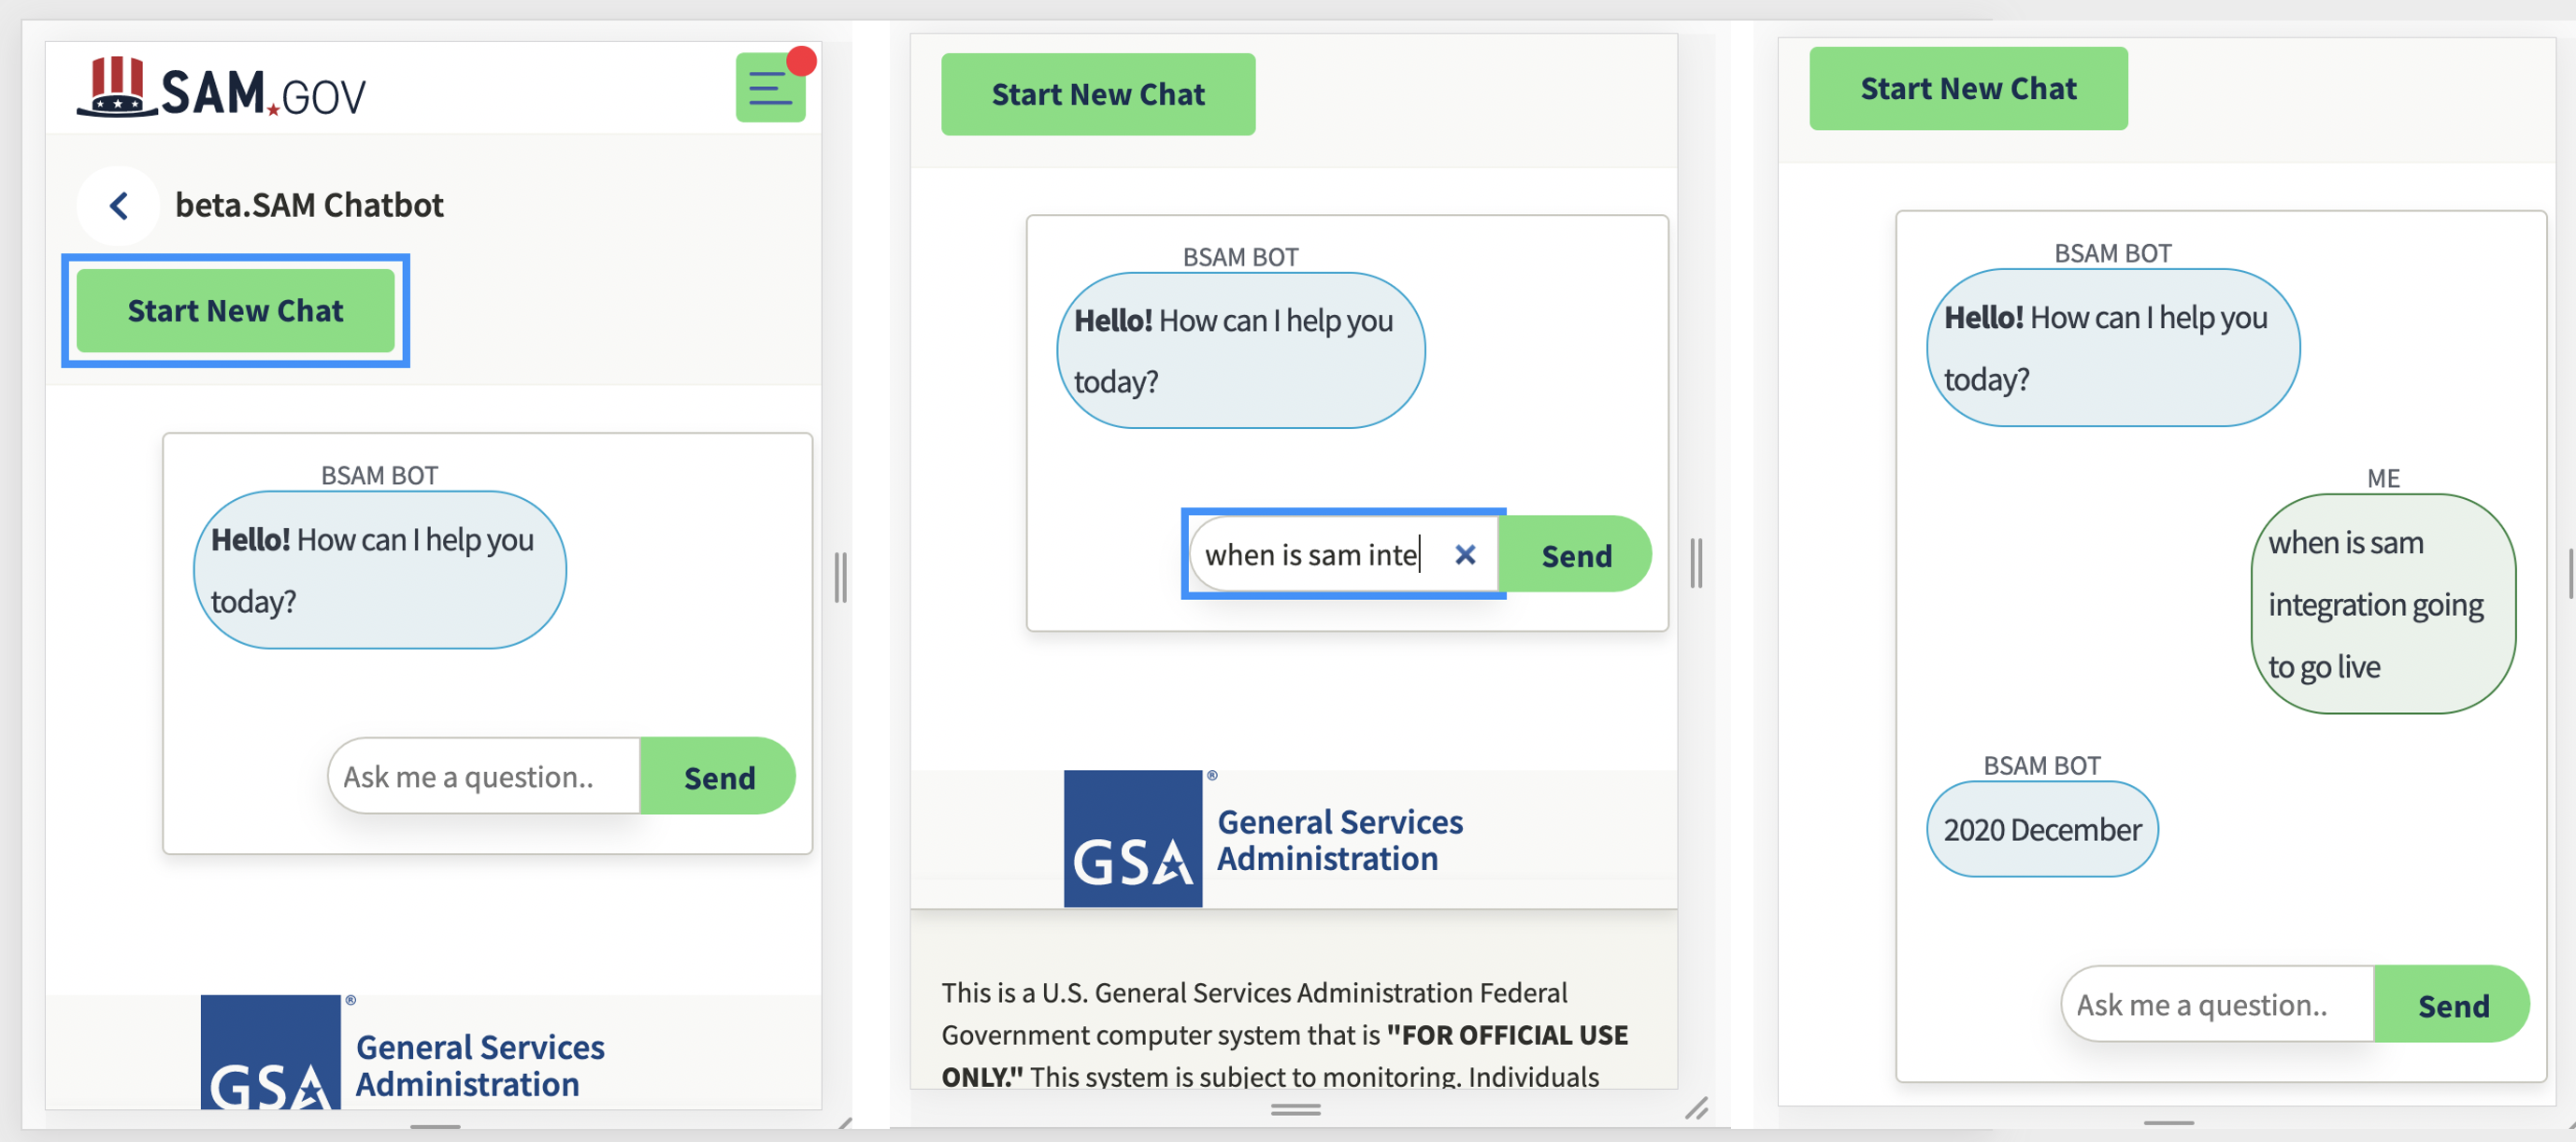 SAM.GOV
beta.SAM Chatbot
Start New Chat
BSAM BOT
Hello! How can I help you
today?
Ask me a question..
Send
GSA®
General Services
Administration
Start New Chat
BSAM BOT
Hello! How can I help you
today?
when is sam inte
Send
GSA®
General Services
Administration
This is a U.S. General Services Administration Federal
Government computer system that is "FOR OFFICIAL USE
ONLY." This system is subject to monitoring. Individuals
Start New Chat
BSAM BOT
Hello! How can I help you
today?
ME
when is sam
integration going
to go live
BSAM BOT
2020 December
Ask me a question..
Send